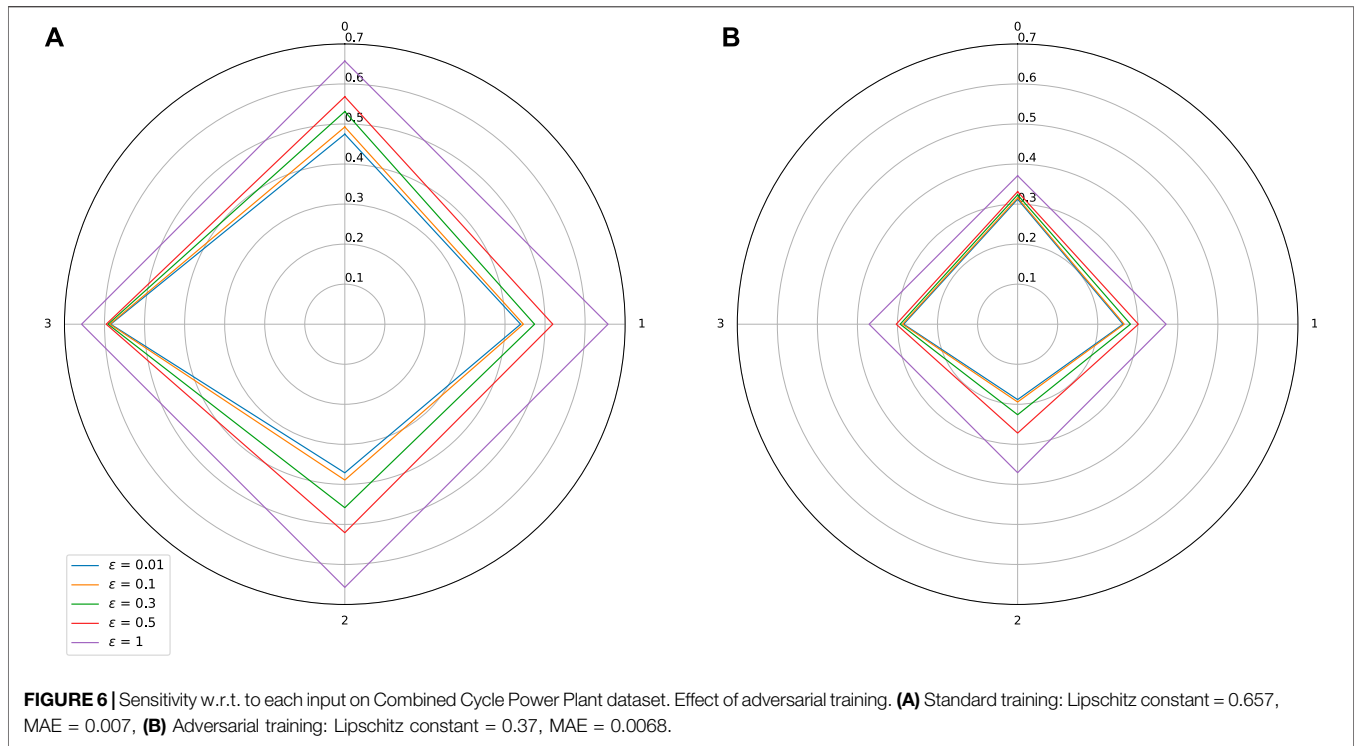 A
B
0
0.7
0.6
0.5
0.4
0.3
0.2
0.1
3
1
2
0
0.7
0.6
0.5
0.4
0.3
0.2
0.1
3
1
2
ε = 0.01
ε = 0.1
ε = 0.3
ε = 0.5
ε = 1
FIGURE 6 | Sensitivity w.r.t. to each input on Combined Cycle Power Plant dataset. Effect of adversarial training. (A) Standard training: Lipschitz constant = 0.657,
MAE = 0.007, (B) Adversarial training: Lipschitz constant = 0.37, MAE = 0.0068.